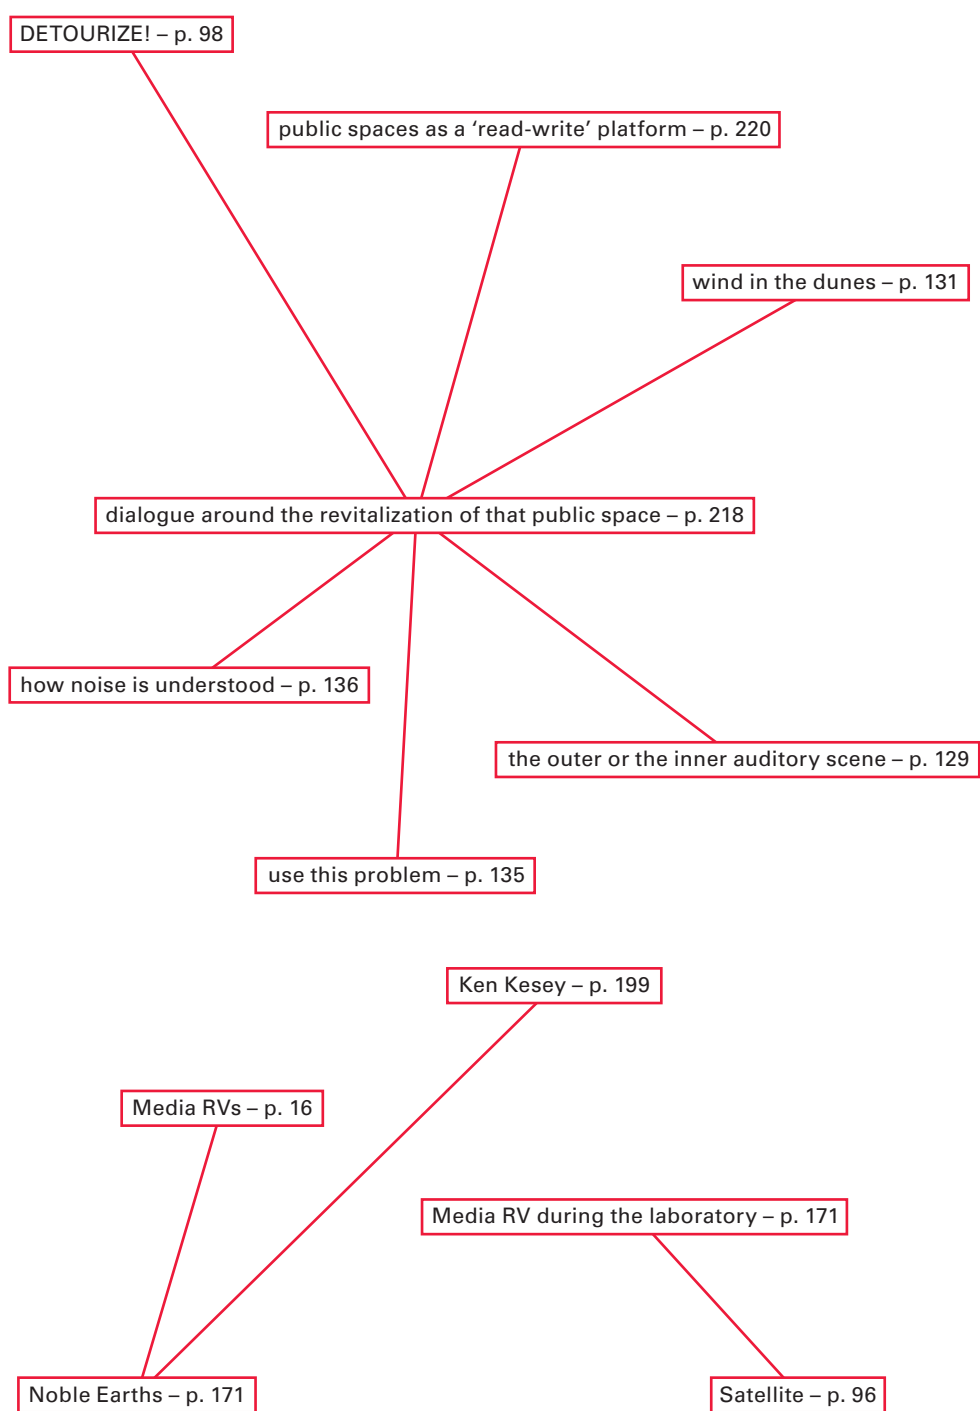 DETOURIZE! – p. 98
public spaces as a ‘read-write’ platform – p. 220
wind in the dunes – p. 131
dialogue around the revitalization of that public space – p. 218
how noise is understood – p. 136
the outer or the inner auditory scene – p. 129
use this problem – p. 135
Ken Kesey – p. 199
Media RVs – p. 16
Media RV during the laboratory – p. 171
Noble Earths – p. 171
Satellite – p. 96